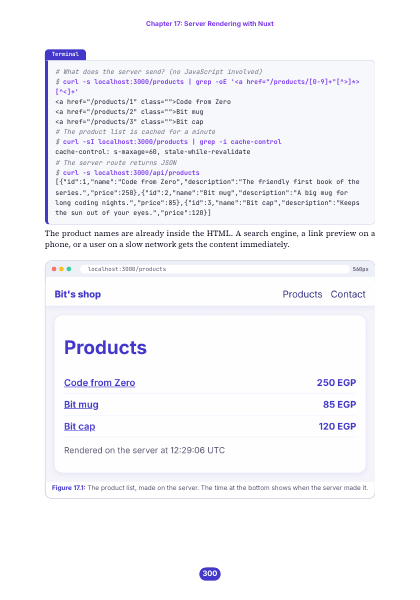 Chapter 17: Server Rendering with Nuxt
Terminal
# What does the server send? (no JavaScript involved)
$ curl -s localhost:3000/products | grep -oE '<a href="/products/[0-9]+"[^>]*>
[^<]+'
<a href="/products/1" class="">Code from Zero
<a href="/products/2" class="">Bit mug
<a href="/products/3" class="">Bit cap
# The product list is cached for a minute
$ curl -sI localhost:3000/products | grep -i cache-control
cache-control: s-maxage=60, stale-while-revalidate
# The server route returns JSON
$ curl -s localhost:3000/api/products
[{"id":1,"name":"Code from Zero","description":"The friendly first book of the
series.","price":250},{"id":2,"name":"Bit mug","description":"A big mug for
long coding nights.","price":85},{"id":3,"name":"Bit cap","description":"Keeps
the sun out of your eyes.","price":120}]
The product names are already inside the HTML. A search engine, a link preview on a
phone, or a user on a slow network gets the content immediately.
localhost:3000/products
560px
Bit's shop
Products Contact
Products
Code from Zero 250 EGP
Bit mug 85 EGP
Bit cap 120 EGP
Rendered on the server at 12:29:06 UTC
Figure 17.1: The product list, made on the server. The time at the bottom shows when the server made it.
300